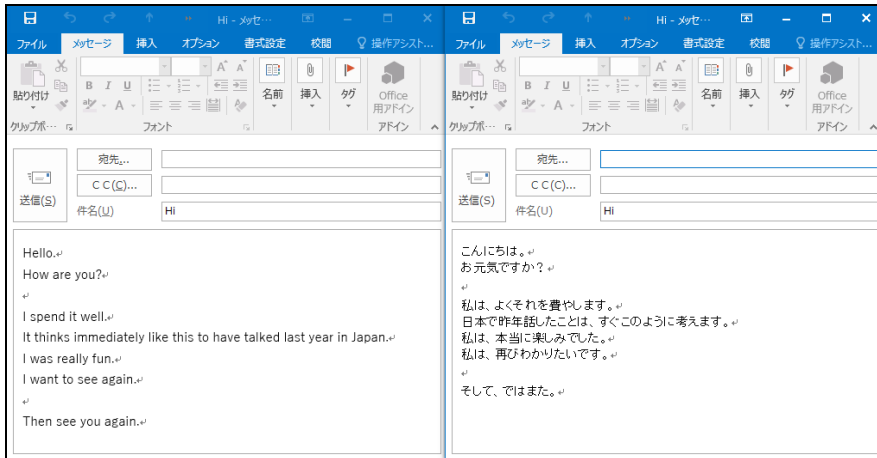 Hi - メッセ…
ファイル メッセージ 挿入 オプション 書式設定 校閲 操作アシスト...
貼り付け
B I U
A A
名前
挿入
タグ
Office
用アドイン
クリップボ… フォント アドイン
宛先...
C C(C)...
送信(S)
件名(U) Hi
Hello.
How are you?
I spend it well.
It thinks immediately like this to have talked last year in Japan.
I was really fun.
I want to see again.
Then see you again.
Hi - メッセ…
ファイル メッセージ 挿入 オプション 書式設定 校閲 操作アシスト...
貼り付け
B I U
A A
名前
挿入
タグ
Office
用アドイン
クリップボ… フォント アドイン
宛先...
C C(C)...
送信(S)
件名(U) Hi
こんにちは。
お元気ですか?
私は、よくそれを費やします。
日本で昨年話したことは、すぐこのように考えます。
私は、本当に楽しみでした。
私は、再びわかりたいです。
そして、ではまた。